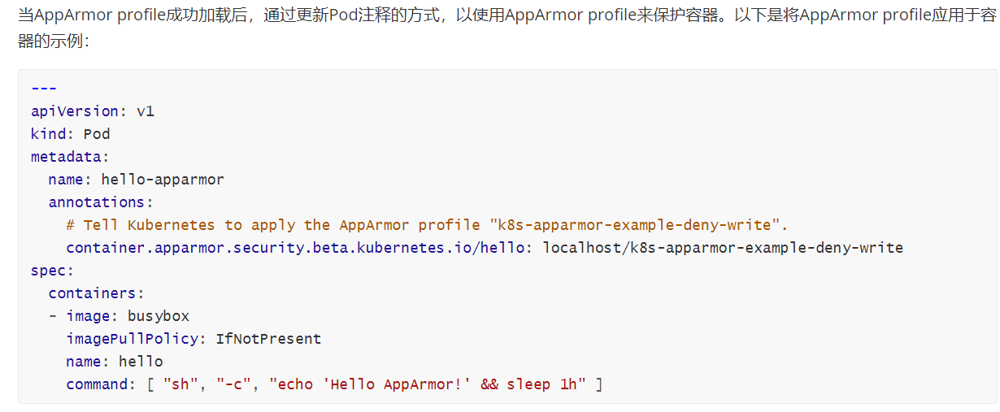 当AppArmor profile成功加载后，通过更新Pod注释的方式，以使用AppArmor profile来保护容器。以下是将AppArmor profile应用于容
器的示例：
---
apiVersion: v1
kind: Pod
metadata:
  name: hello-apparmor
  annotations:
    # Tell Kubernetes to apply the AppArmor profile "k8s-apparmor-example-deny-write".
    container.apparmor.security.beta.kubernetes.io/hello: localhost/k8s-apparmor-example-deny-write
spec:
  containers:
  - image: busybox
    imagePullPolicy: IfNotPresent
    name: hello
    command: [ "sh", "-c", "echo 'Hello AppArmor!' && sleep 1h" ]